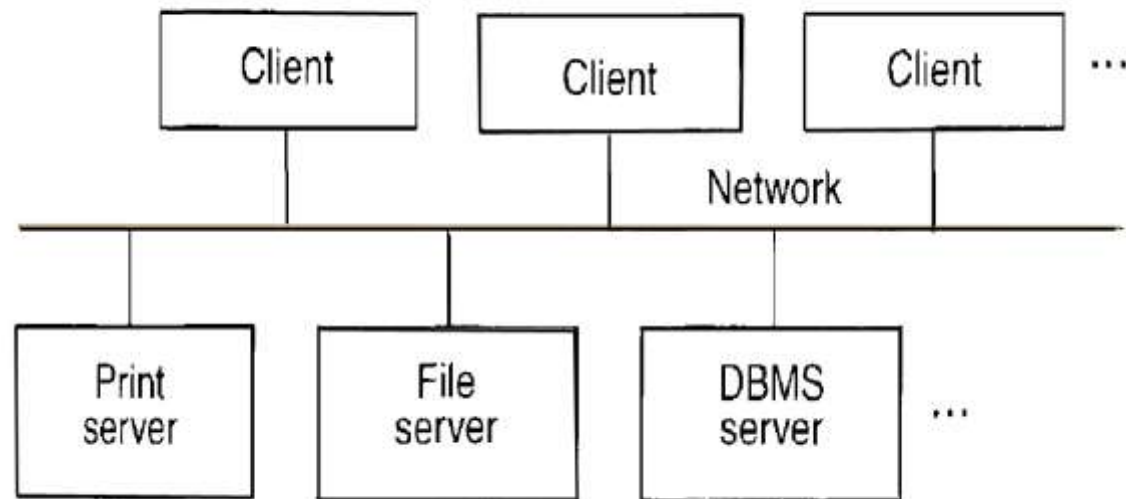 Client
Client
Client
...
Network
Print
server
File
server
DBMS
server
...